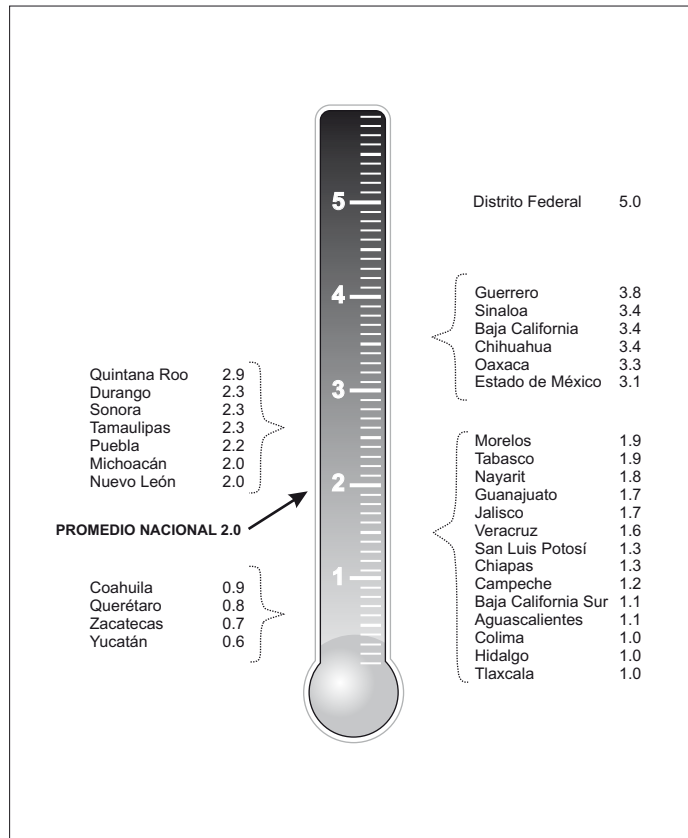 5
4
3
2
1
Distrito Federal 5.0
Guerrero 3.8
Sinaloa 3.4
Baja California 3.4
Chihuahua 3.4
Oaxaca 3.3
Estado de México 3.1
Quintana Roo 2.9
Durango 2.3
Sonora 2.3
Tamaulipas 2.3
Puebla 2.2
Michoacán 2.0
Nuevo León 2.0
PROMEDIO NACIONAL 2.0
Morelos 1.9
Tabasco 1.9
Nayarit 1.8
Guanajuato 1.7
Jalisco 1.7
Veracruz 1.6
San Luis Potosí 1.3
Chiapas 1.3
Campeche 1.2
Baja California Sur 1.1
Aguascalientes 1.1
Colima 1.0
Hidalgo 1.0
Tlaxcala 1.0
Coahuila 0.9
Querétaro 0.8
Zacatecas 0.7
Yucatán 0.6